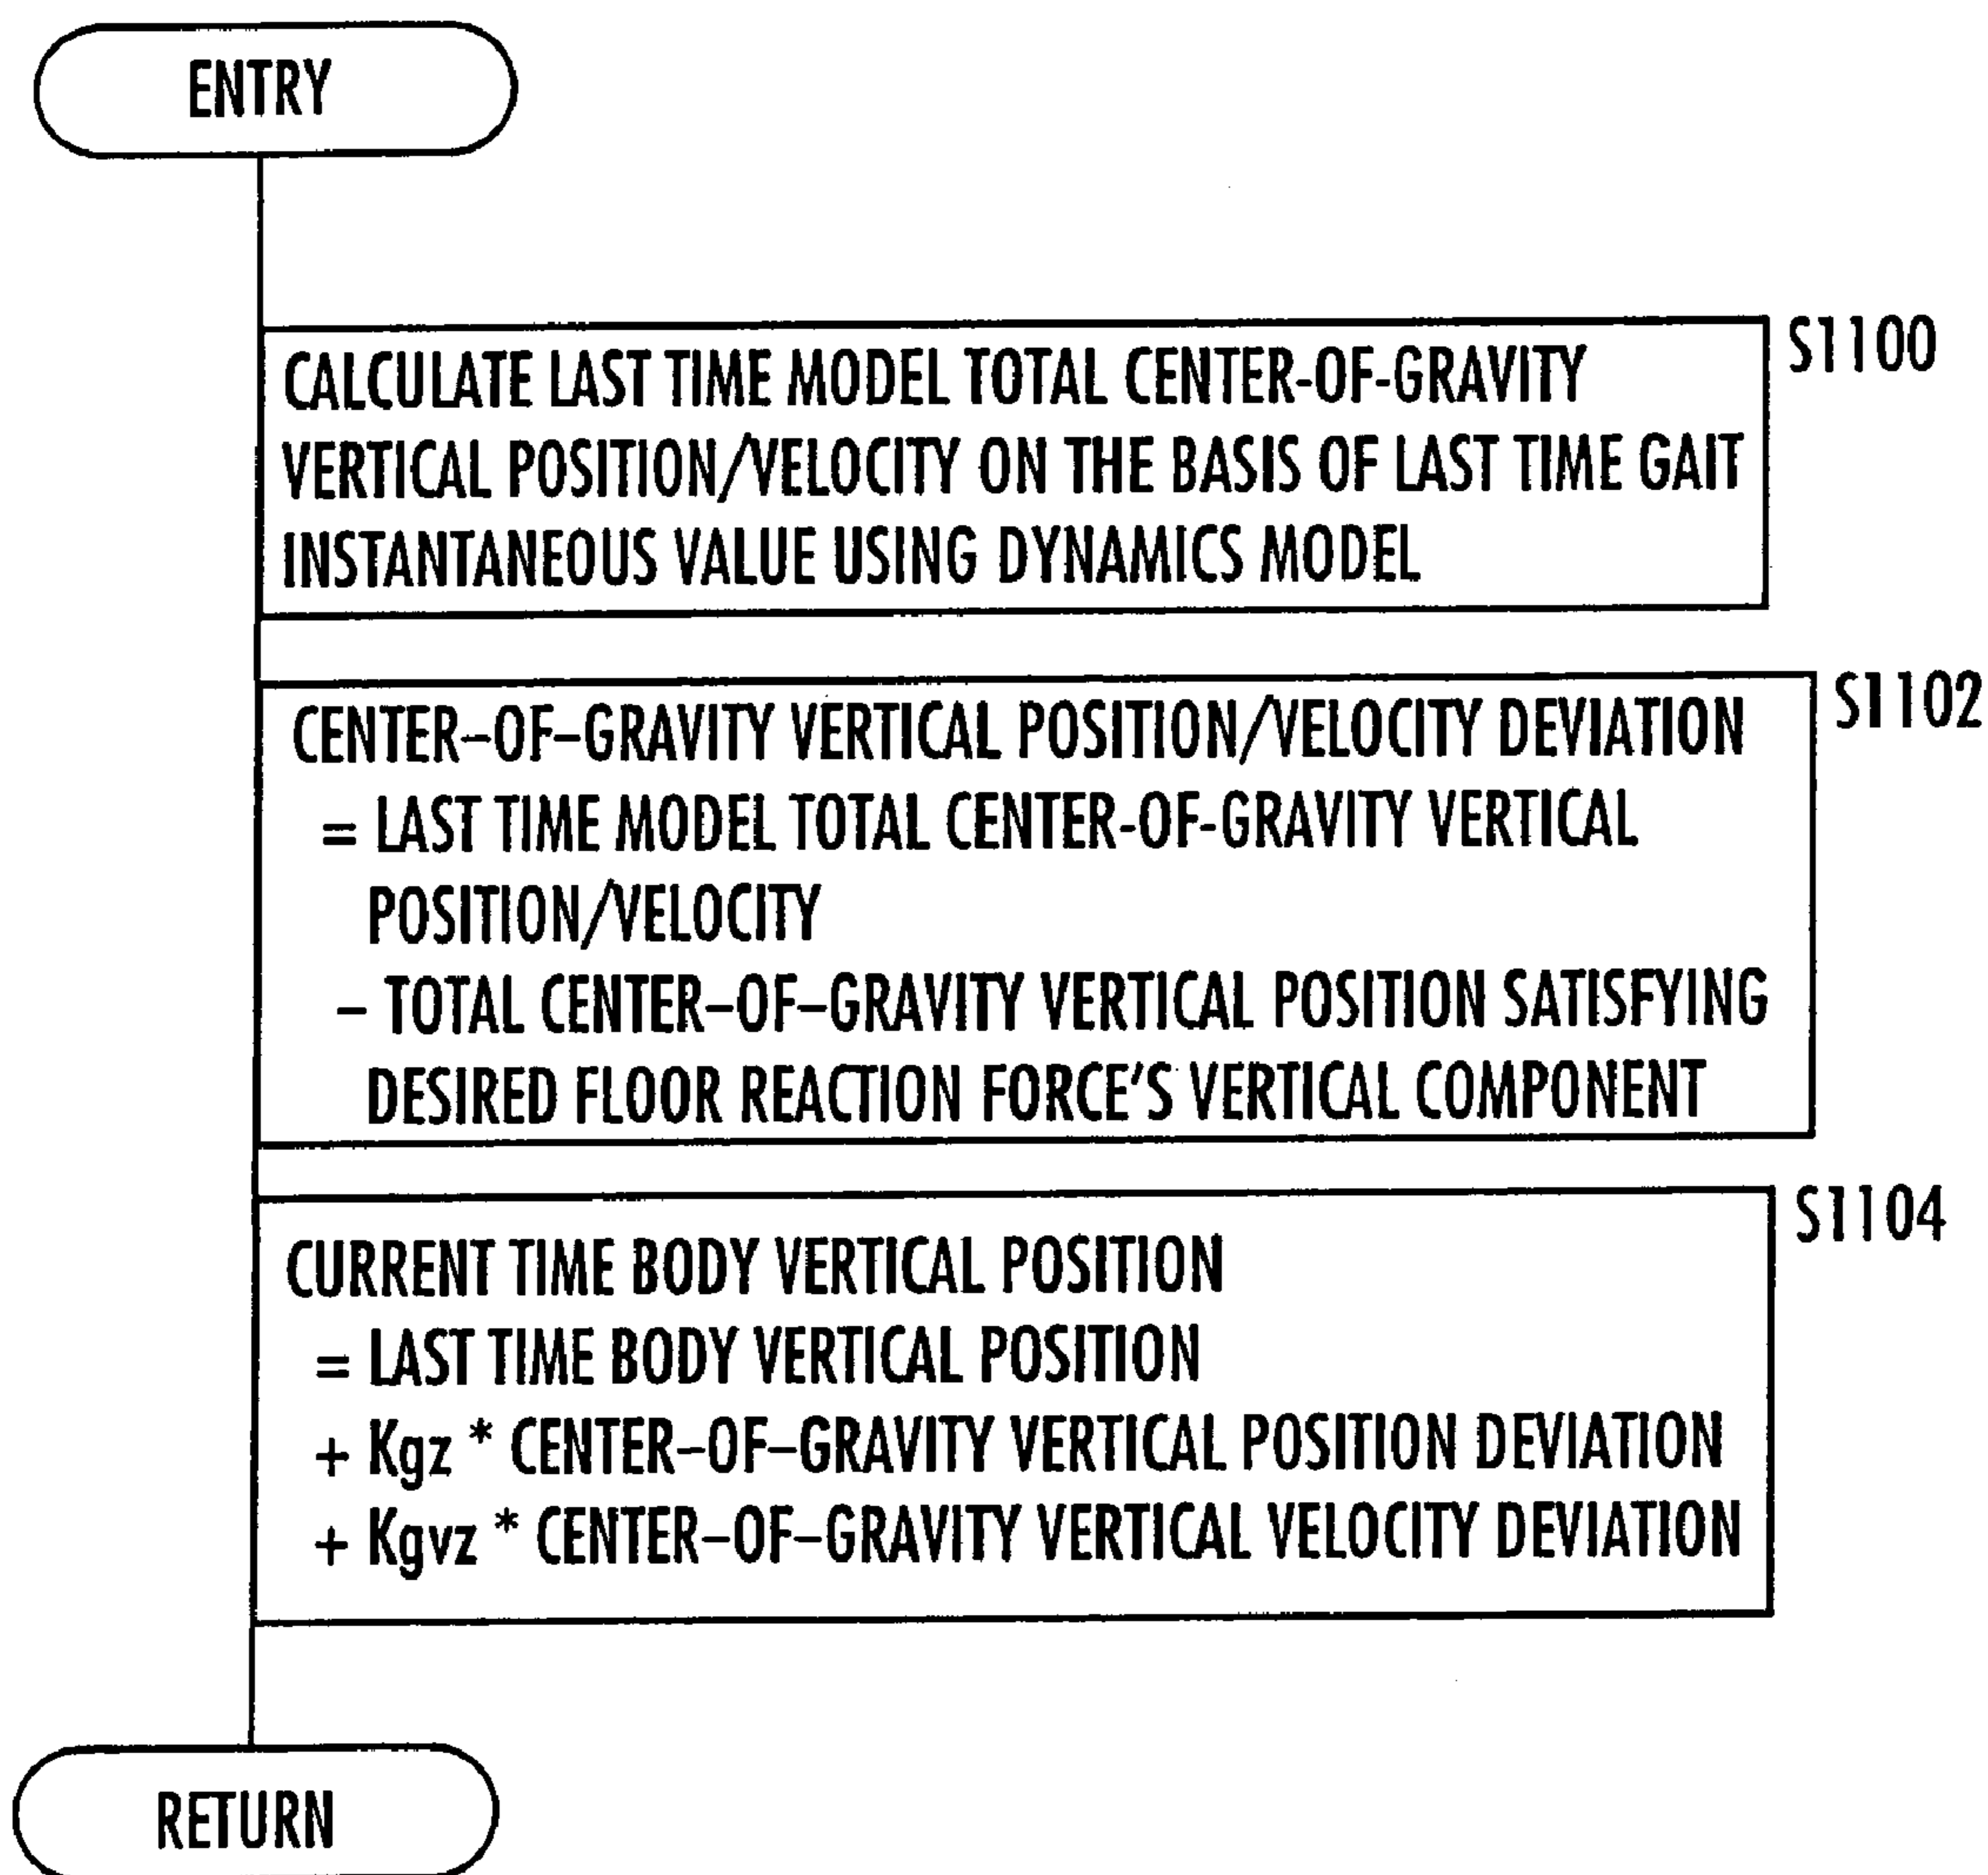 ENTRY
S1100
CALCULATE LAST TIME MODEL TOTAL CENTER-OF-GRAVITY
VERTICAL POSITION/VELOCITY ON THE BASIS OF LAST TIME GAIT
INSTANTANEOUS VALUE USING DYNAMICS MODEL
S1102
CENTER-OF-GRAVITY VERTICAL POSITION/VELOCITY DEVIATION
= LAST TIME MODEL TOTAL CENTER-OF-GRAVITY VERTICAL
POSITION/VELOCITY
- TOTAL CENTER-OF-GRAVITY VERTICAL POSITION SATISFYING
DESIRED FLOOR REACTION FORCE'S VERTICAL COMPONENT
S1104
CURRENT TIME BODY VERTICAL POSITION
= LAST TIME BODY VERTICAL POSITION
+ Kgz * CENTER-OF-GRAVITY VERTICAL POSITION DEVIATION
+ Kgvz * CENTER-OF-GRAVITY VERTICAL VELOCITY DEVIATION
RETURN